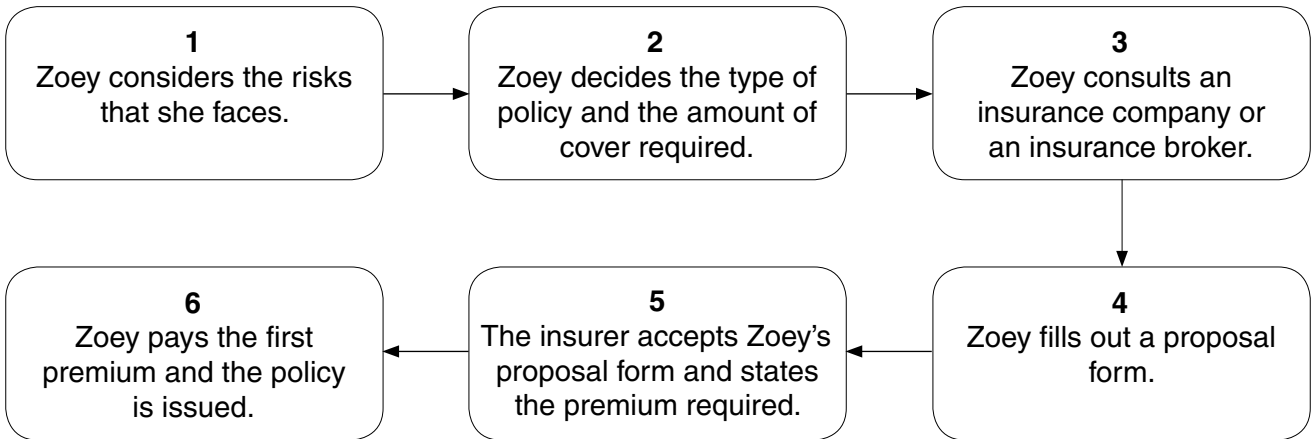 1
Zoey considers the risks
that she faces.
2
Zoey decides the type of
policy and the amount of
cover required.
3
Zoey consults an
insurance company or
an insurance broker.
4
Zoey fills out a proposal
form.
5
The insurer accepts Zoey’s
proposal form and states
the premium required.
6
Zoey pays the first
premium and the policy
is issued.